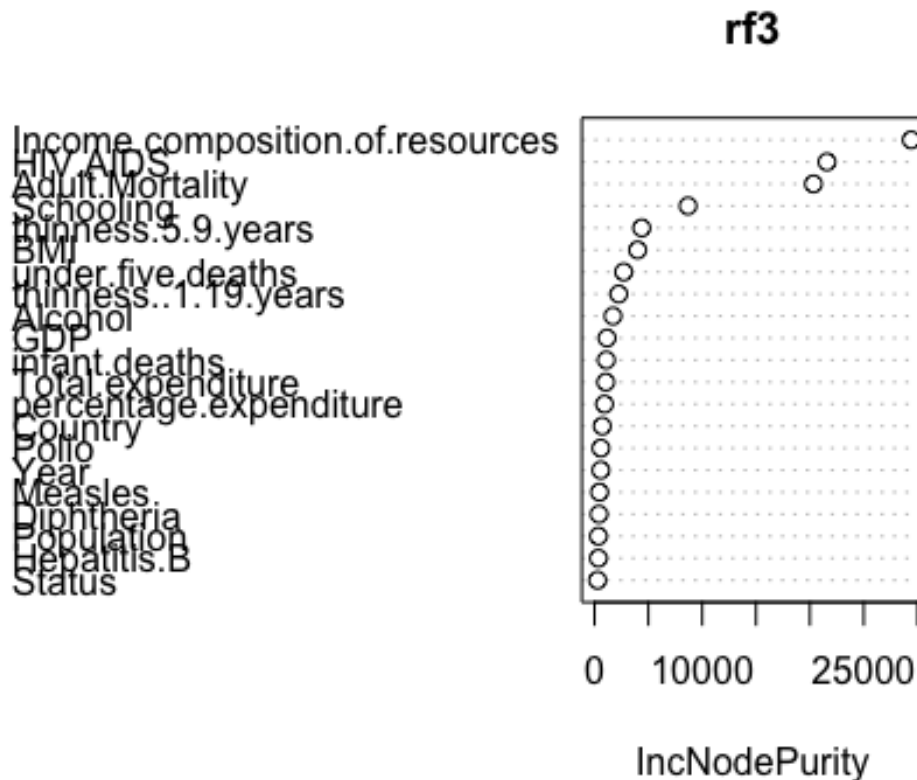 rf3
Income.composition.of.resources
HIV.AIDS
Adult.Mortality
Schooling
thinness.5.9.years
BMI
under.five.deaths
thinness..1.19.years
Alcohol
GDP
infant.deaths
Total.expenditure
percentage.expenditure
Country
Polio
Year
Measles
Diphtheria
Population
Hepatitis.B
Status
0 10000 25000
IncNodePurity